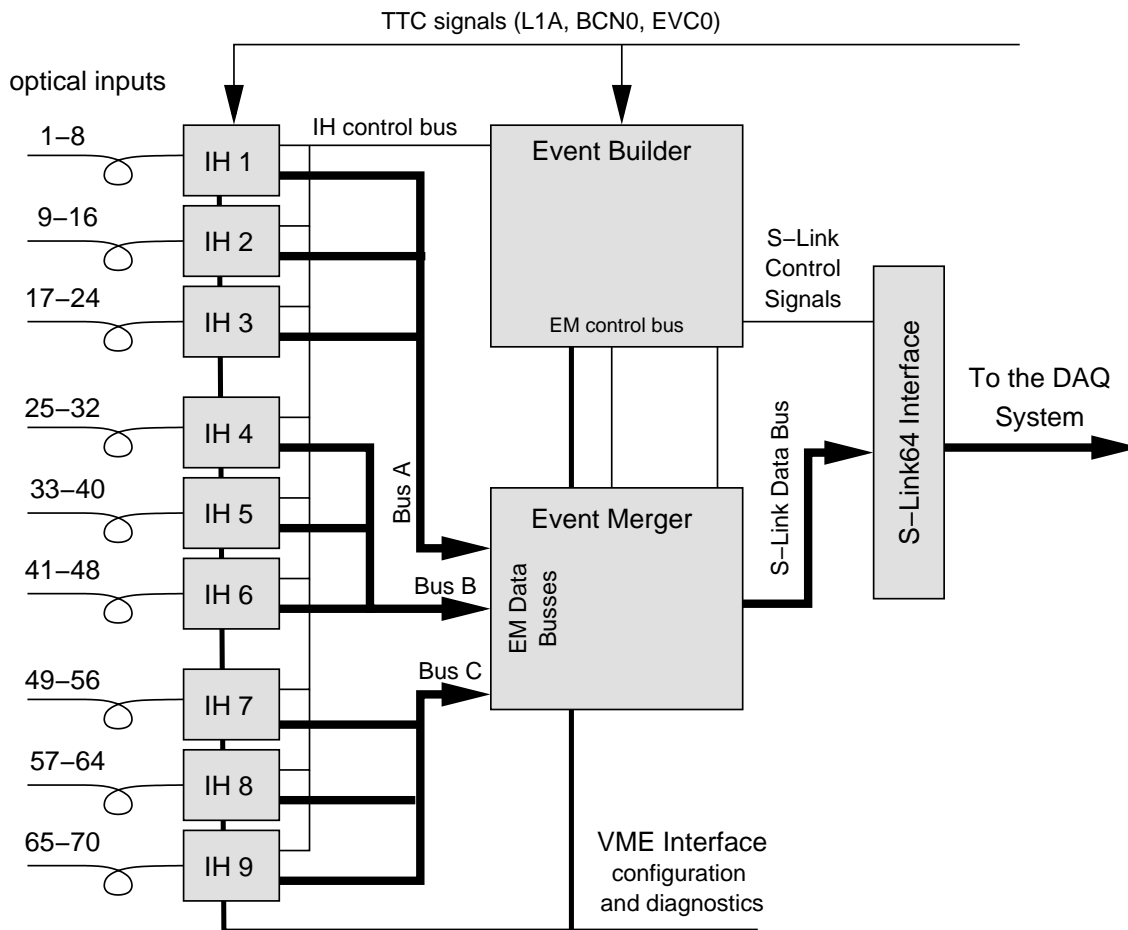 TTC signals (L1A, BCN0, EVC0)
optical inputs
1−8
IH 1
IH control bus
Event Builder
9−16
IH 2
S−Link
Control
Signals
17−24
IH 3
EM control bus
S−Link64 Interface
To the DAQ
System
25−32
IH 4
Bus A
S−Link Data Bus
33−40
IH 5
Event Merger
41−48
IH 6
Bus B
EM Data
Busses
49−56
IH 7
Bus C
57−64
IH 8
65−70
IH 9
VME Interface
configuration
and diagnostics